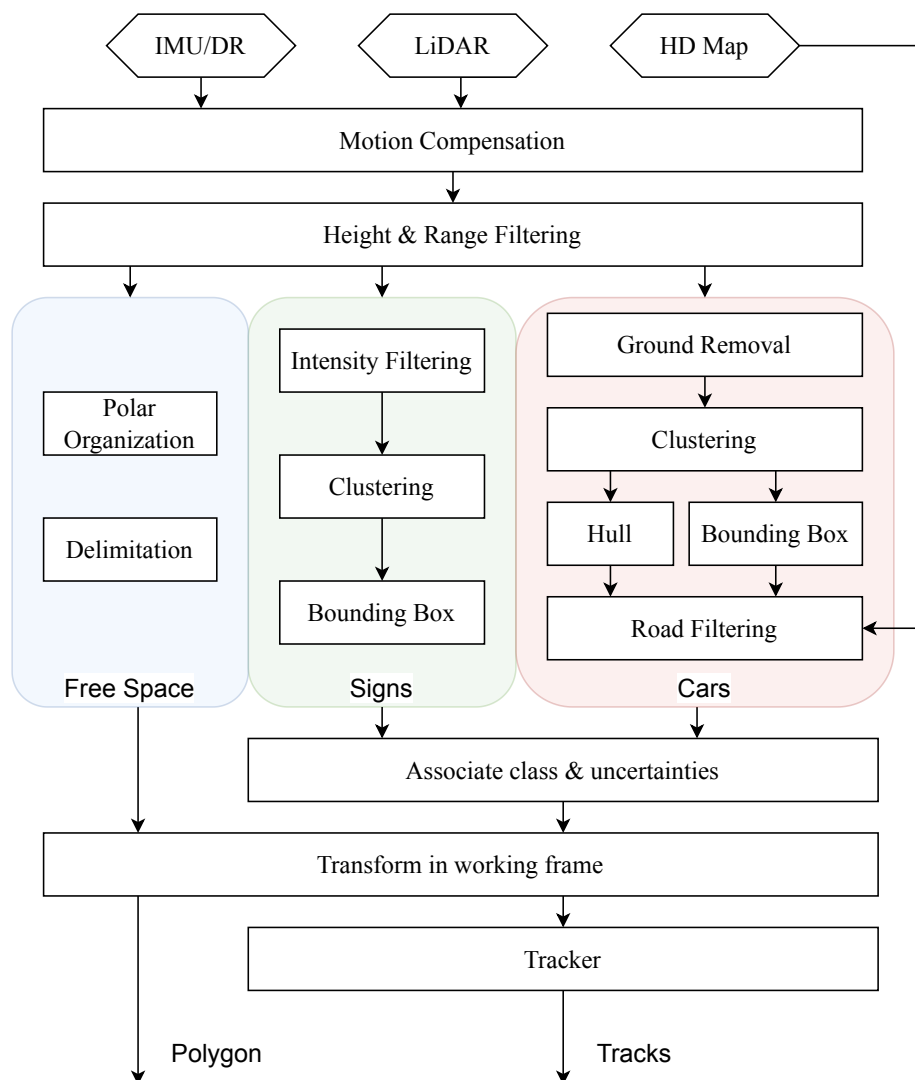 IMU/DR
LiDAR
HD Map
Motion Compensation
Height & Range Filtering
Polar
Organization
Delimitation
Free Space
Intensity Filtering
Clustering
Bounding Box
Signs
Ground Removal
Clustering
Hull
Bounding Box
Road Filtering
Cars
Associate class & uncertainties
Transform in working frame
Tracker
Polygon
Tracks